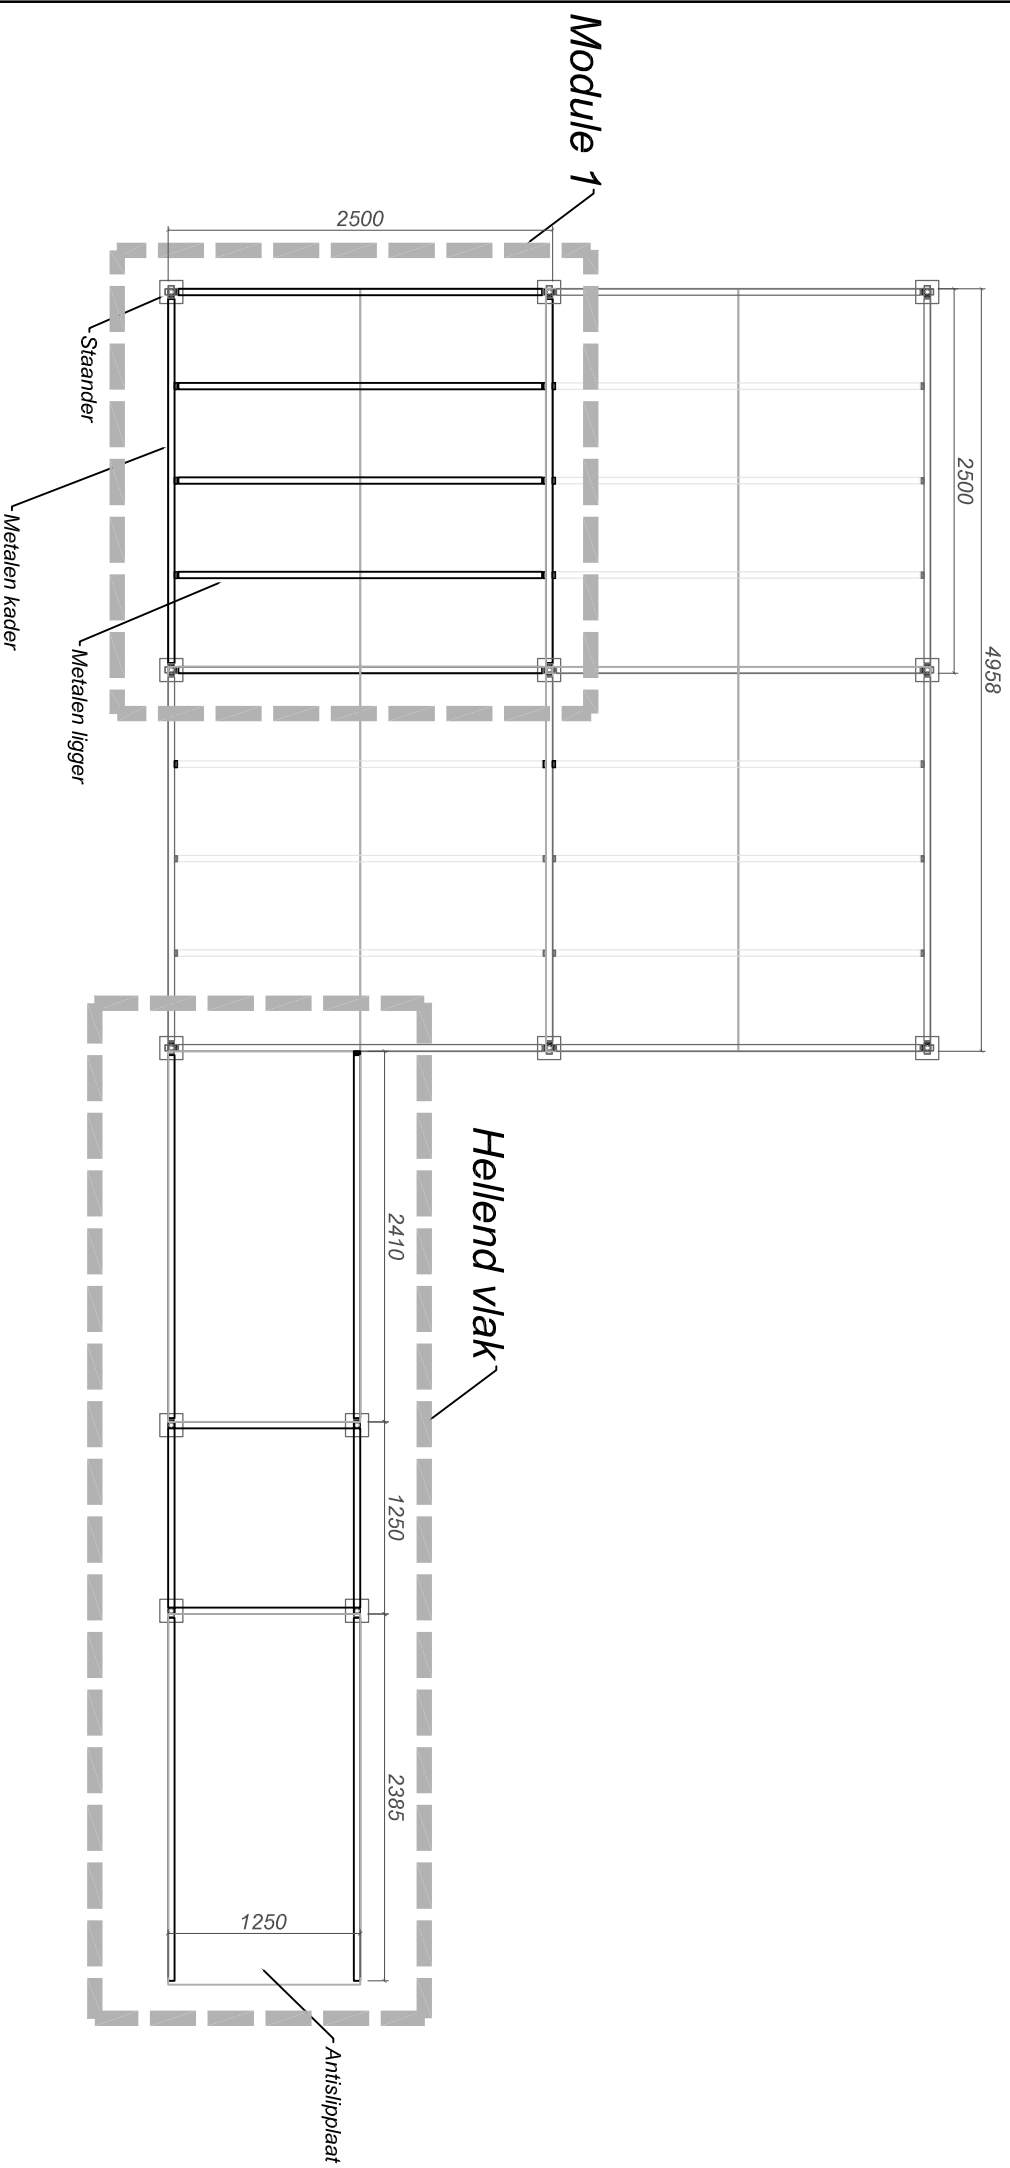 Module 1
2500
2500
4958
Staander
Metalen kader
Metalen ligger
Hellend vlak
2410
1250
2385
1250
Antislipplaat